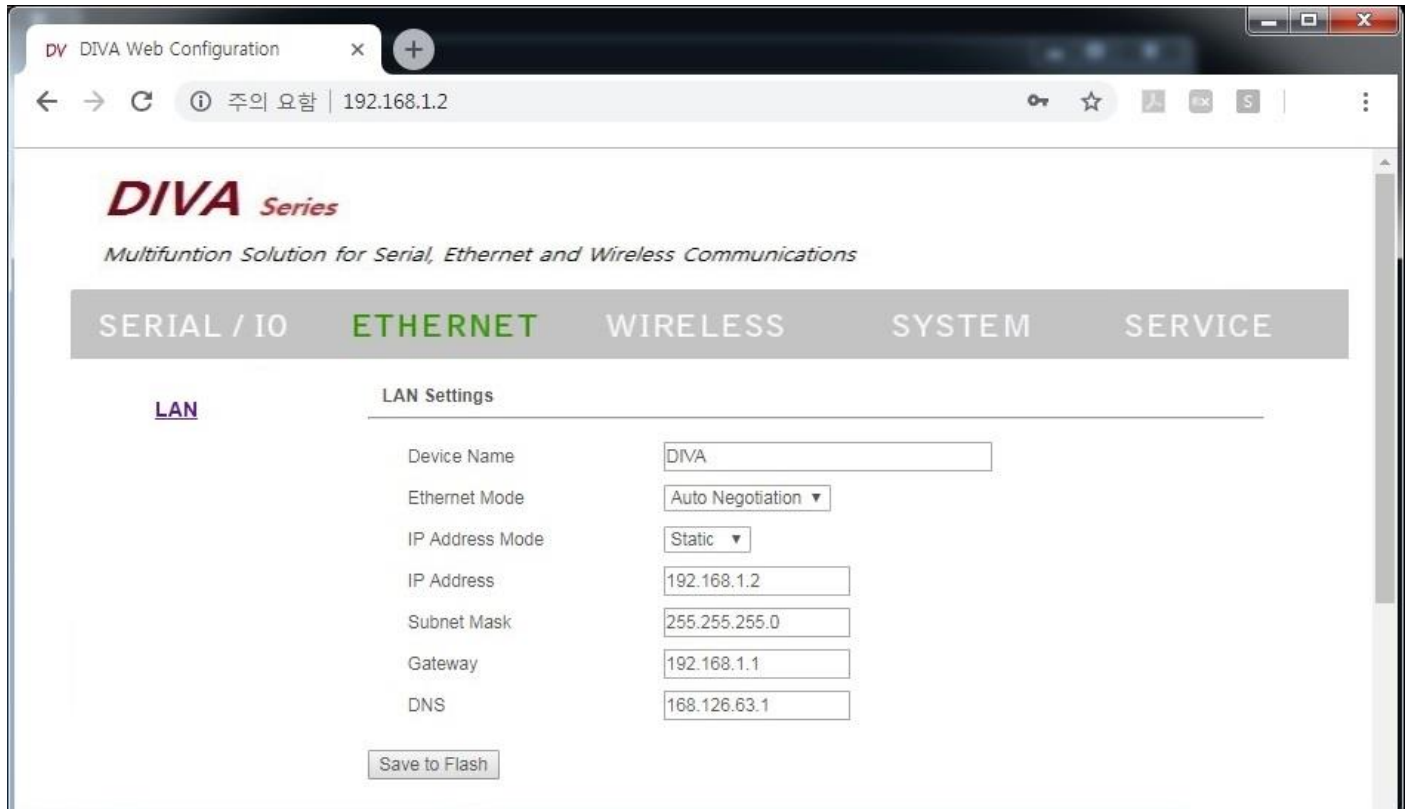 DV DIVA Web Configuration
주의 요함 | 192.168.1.2
DIVA Series
Multifuntion Solution for Serial, Ethernet and Wireless Communications
SERIAL / IO ETHERNET WIRELESS SYSTEM SERVICE
LAN
LAN Settings
Device Name DIVA
Ethernet Mode Auto Negotiation
IP Address Mode Static
IP Address 192.168.1.2
Subnet Mask 255.255.255.0
Gateway 192.168.1.1
DNS 168.126.63.1
Save to Flash